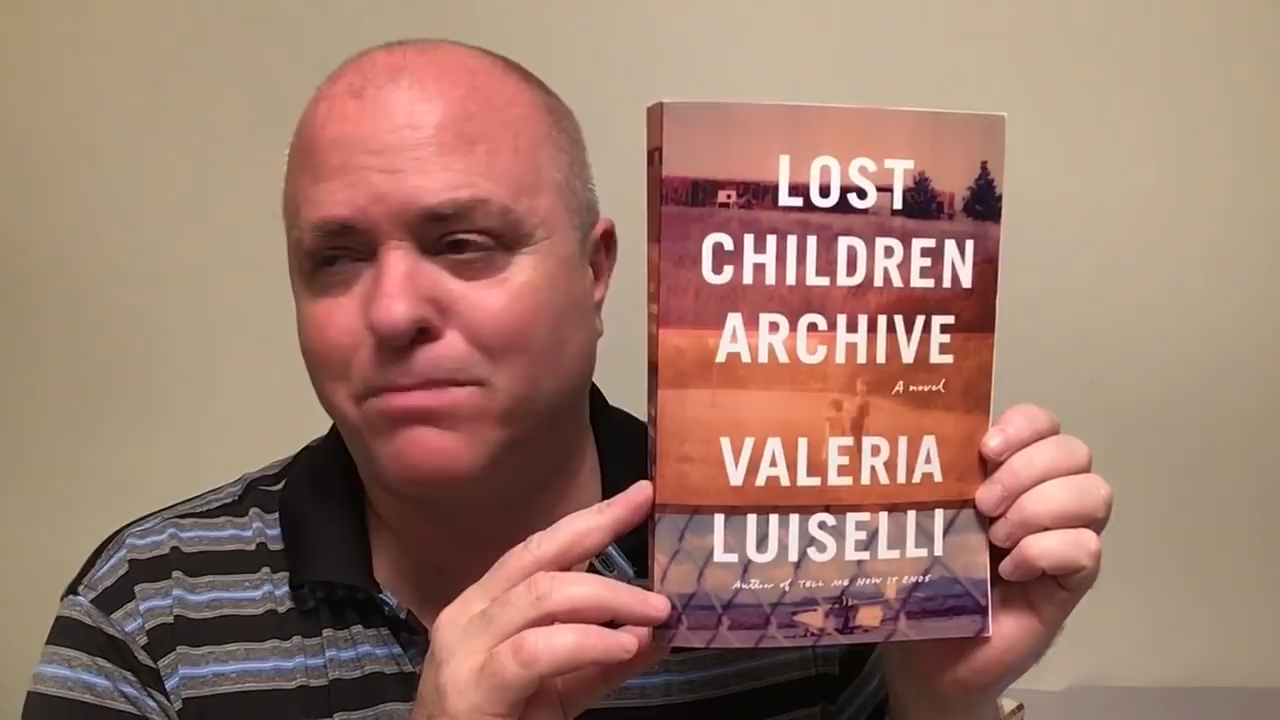 LOST
CHILDREN
ARCHIVE
A novel
VALERIA
LUISELLI
Author of TELL ME HOW IT ENDS